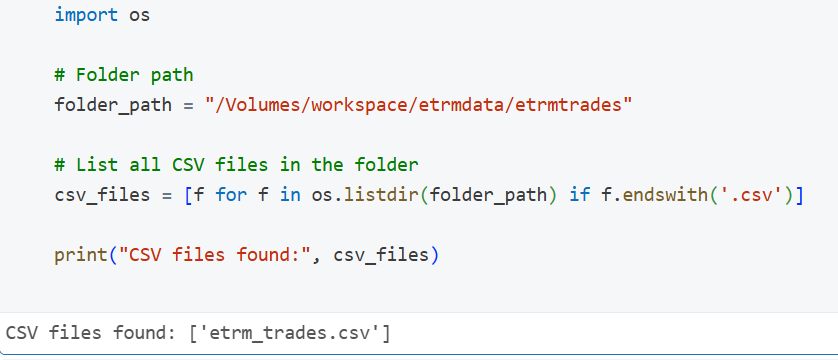 import os
# Folder path
folder_path = "/Volumes/workspace/etrmdata/etrmtrades"
# List all CSV files in the folder
csv_files = [f for f in os.listdir(folder_path) if f.endswith('.csv')]
print("CSV files found:", csv_files)
CSV files found: ['etrm_trades.csv']